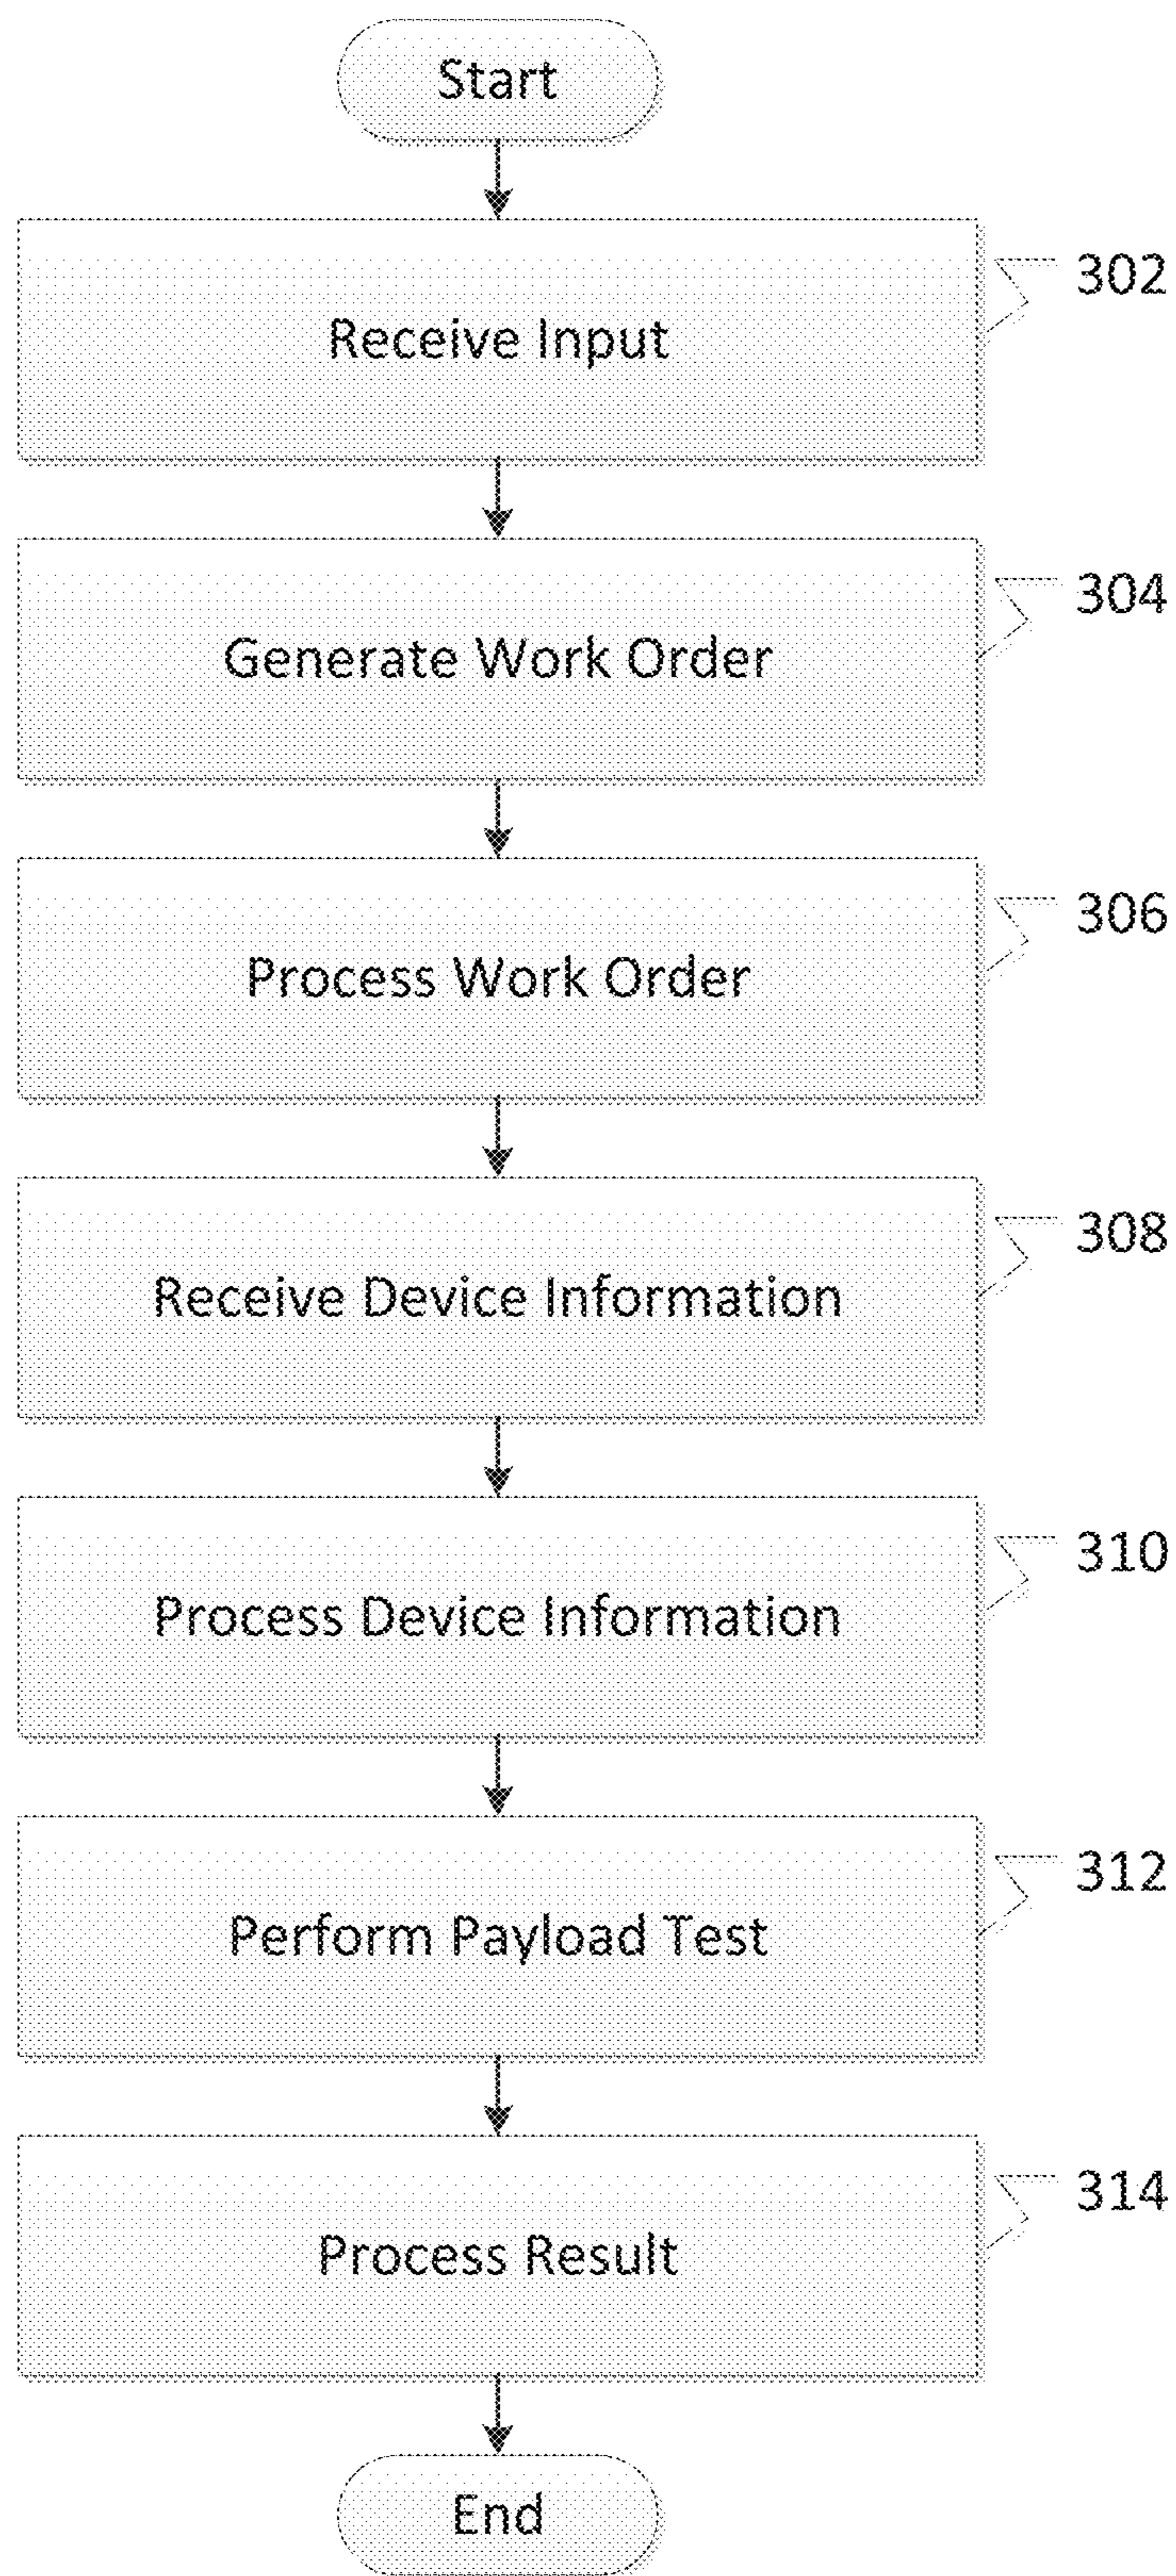 Start
Receive Input
302
Generate Work Order
304
Process Work Order
306
Receive Device Information
308
Process Device Information
310
Perform Payload Test
312
Process Result
314
End